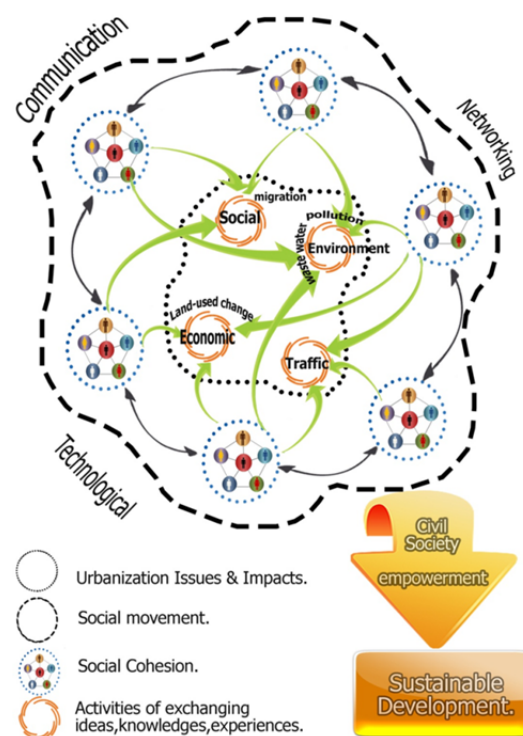 Communication
Networking
migration
Social
pollution
Environment
waste water
Land-used change
Economic
Traffic
Technological
Civil
Society
empowerment
Urbanization Issues & Impacts.
Social movement.
Social Cohesion.
Activities of exchanging
ideas,knowledges,experiences.
Sustainable
Development.